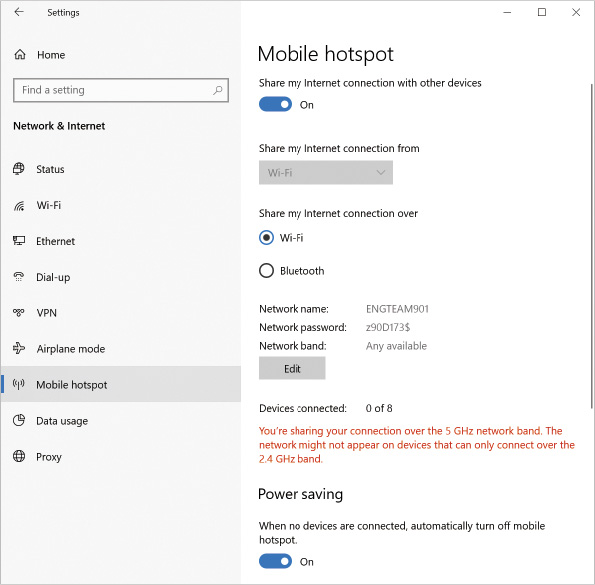 Settings
Home
Find a setting
Network & Internet
Status
Wi-Fi
Ethernet
Dial-up
VPN
Airplane mode
Mobile hotspot
Data usage
Proxy
Mobile hotspot
Share my Internet connection with other devices
On
Share my Internet connection from
Wi-Fi
Share my Internet connection over
Wi-Fi
Bluetooth
Network name: ENGTEAM901
Network password: z90D173$
Network band: Any available
Edit
Devices connected: 0 of 8
You're sharing your connection over the 5 GHz network band. The
network might not appear on devices that can only connect over the
2.4 GHz band.
Power saving
When no devices are connected, automatically turn off mobile
hotspot.
On